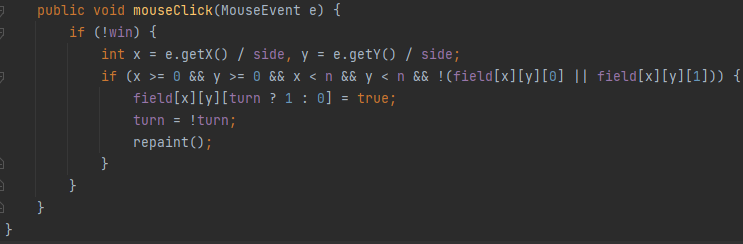 public void mouseClick(MouseEvent e) {
if (!win) {
int x = e.getX() / side, y = e.getY() / side;
if (x >= 0 && y >= 0 && x < n && y < n && !(field[x][y][0] || field[x][y][1])) {
field[x][y][turn ? 1 : 0] = true;
turn = !turn;
repaint();
}
}
}
}